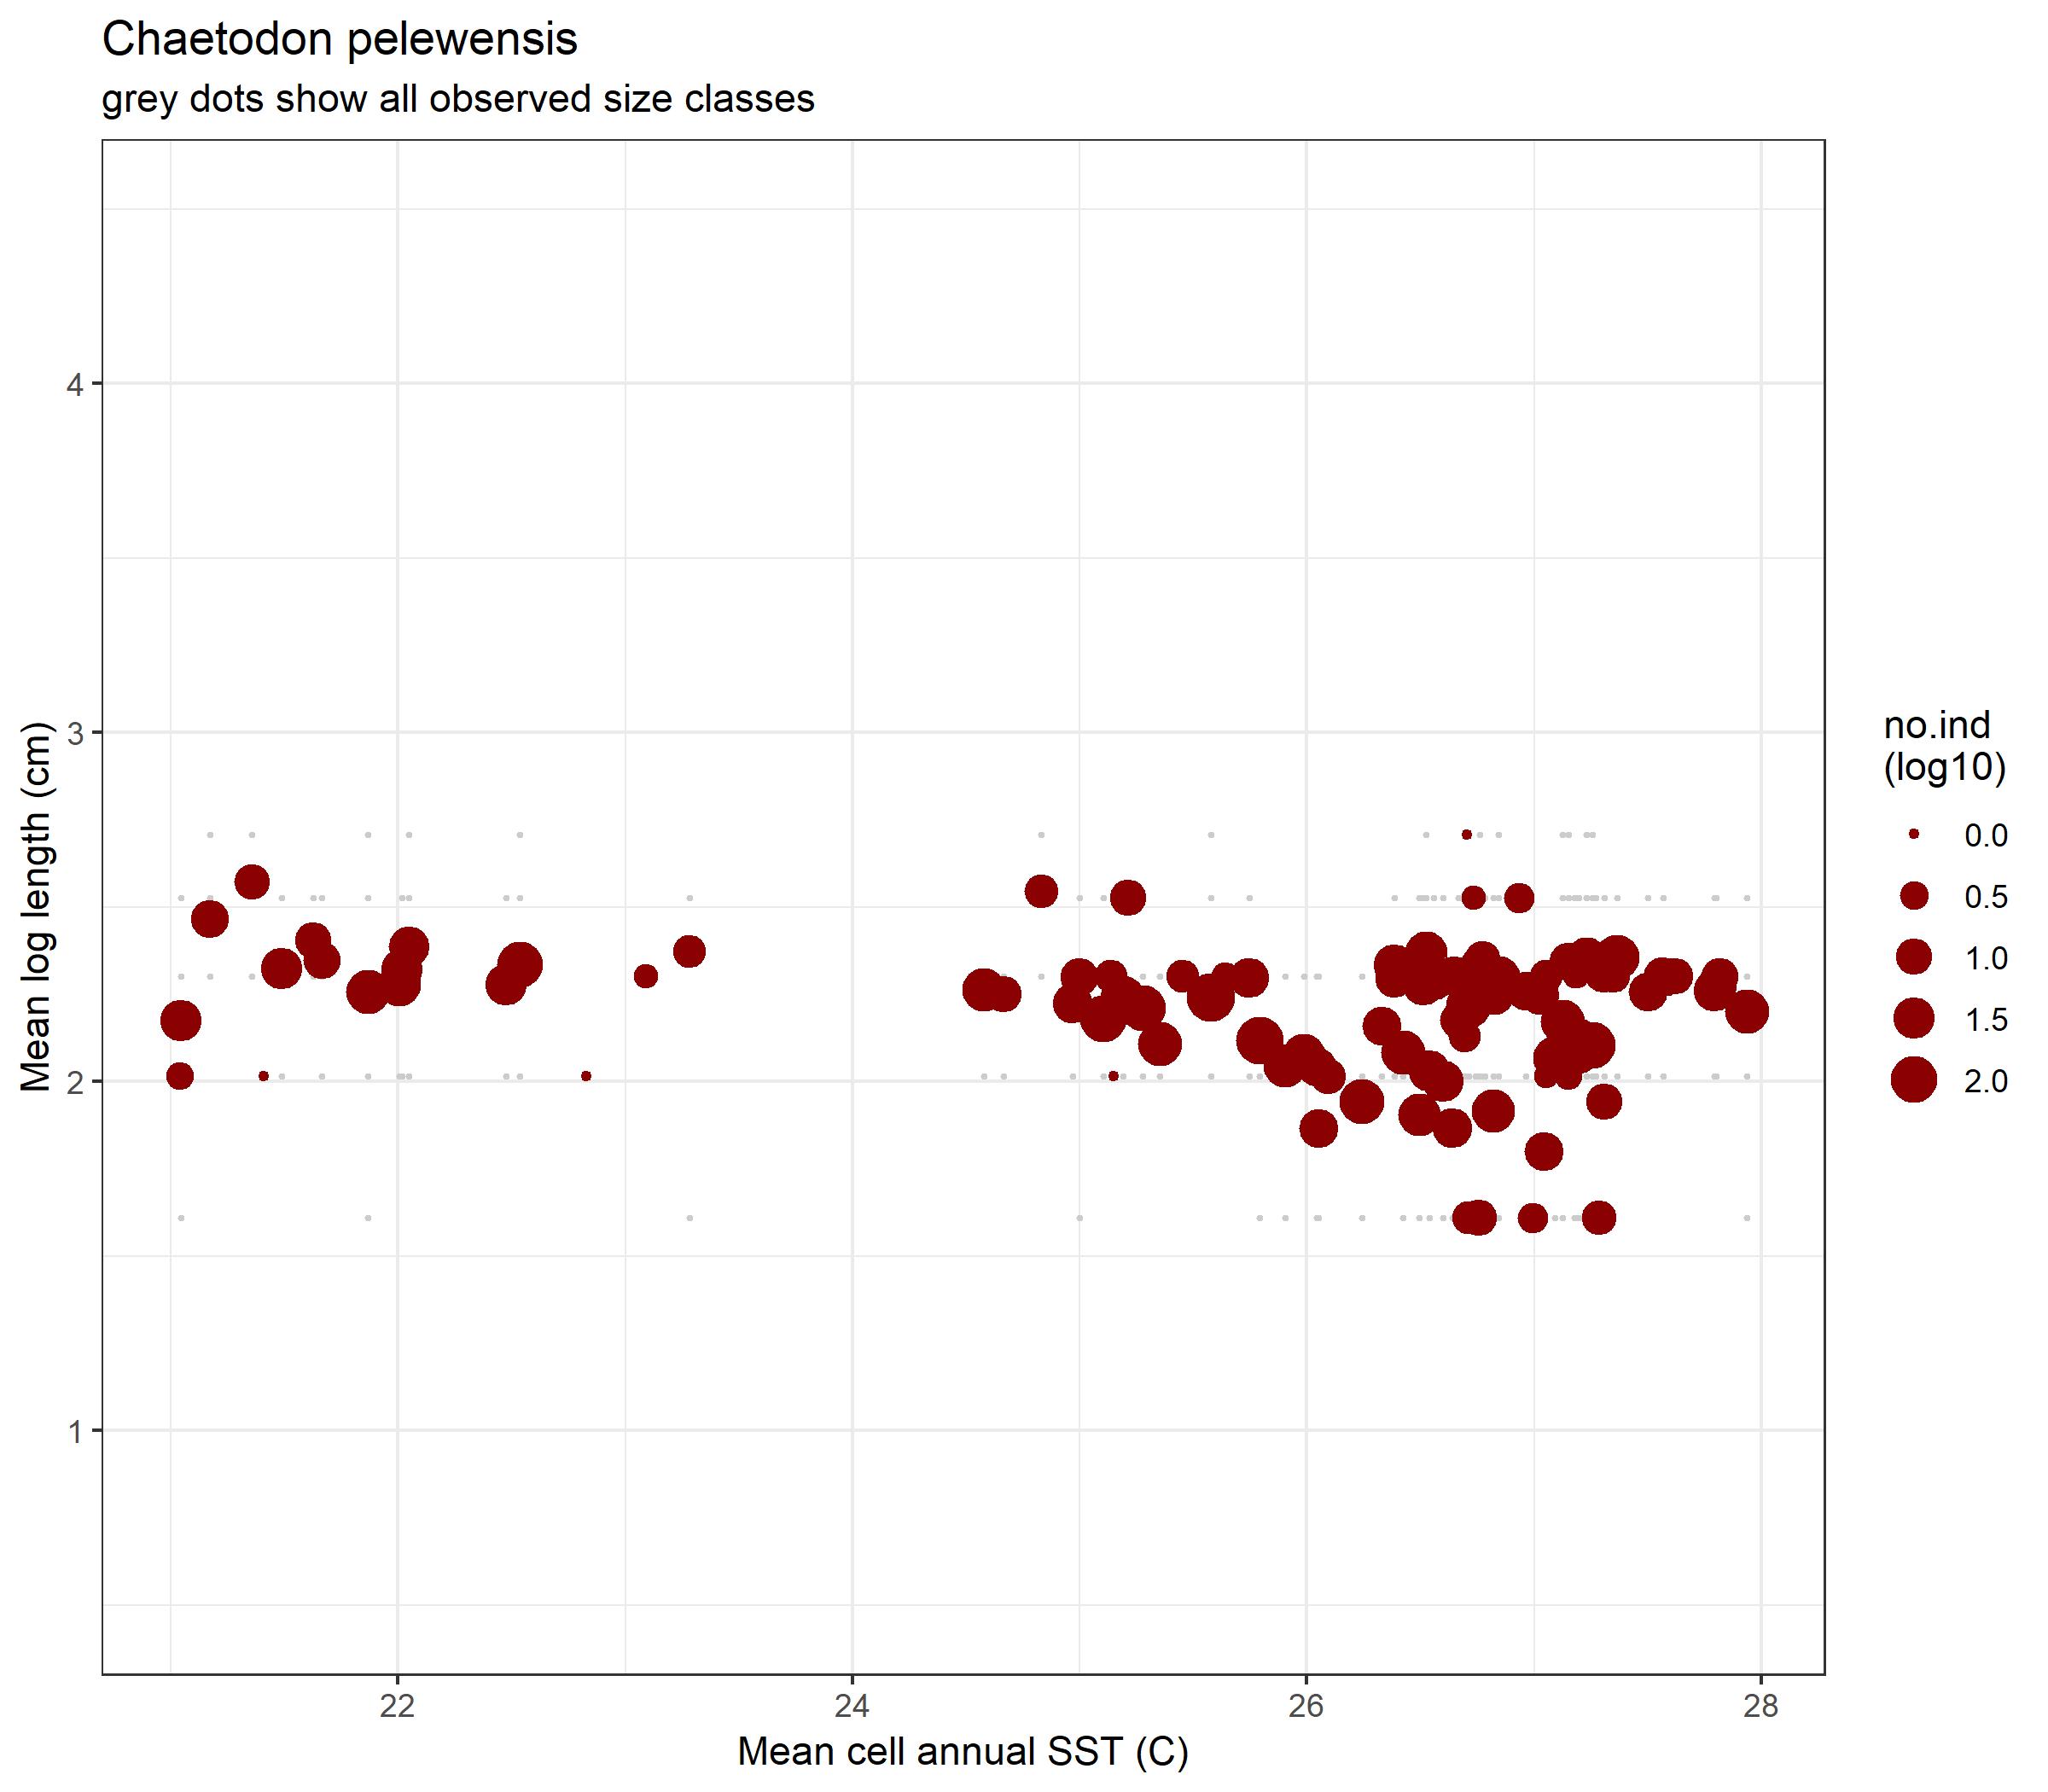 Chaetodon pelewensis
grey dots show all observed size classes
Mean log length (cm)
4
3
2
1
22
24
26
28
Mean cell annual SST (C)
no.ind
(log10)
0.0
0.5
1.0
1.5
2.0